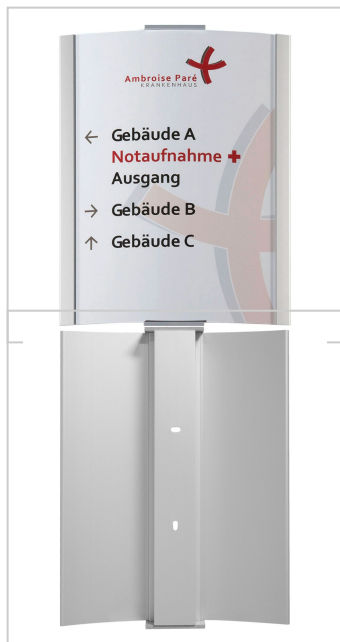 Ambroise Paré
KRANKENHAUS
← Gebäude A
Notaufnahme +
Ausgang
→ Gebäude B
↑ Gebäude C